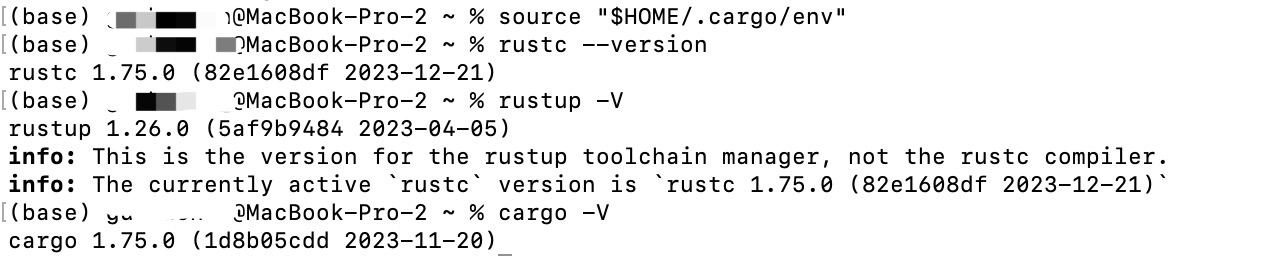 [(base) @MacBook-Pro-2 ~ % source "$HOME/.cargo/env"
[(base) @MacBook-Pro-2 ~ % rustc --version
rustc 1.75.0 (82e1608df 2023-12-21)
[(base) @MacBook-Pro-2 ~ % rustup -V
rustup 1.26.0 (5af9b9484 2023-04-05)
info: This is the version for the rustup toolchain manager, not the rustc compiler.
info: The currently active `rustc` version is `rustc 1.75.0 (82e1608df 2023-12-21)`
[(base) @MacBook-Pro-2 ~ % cargo -V
cargo 1.75.0 (1d8b05cdd 2023-11-20)